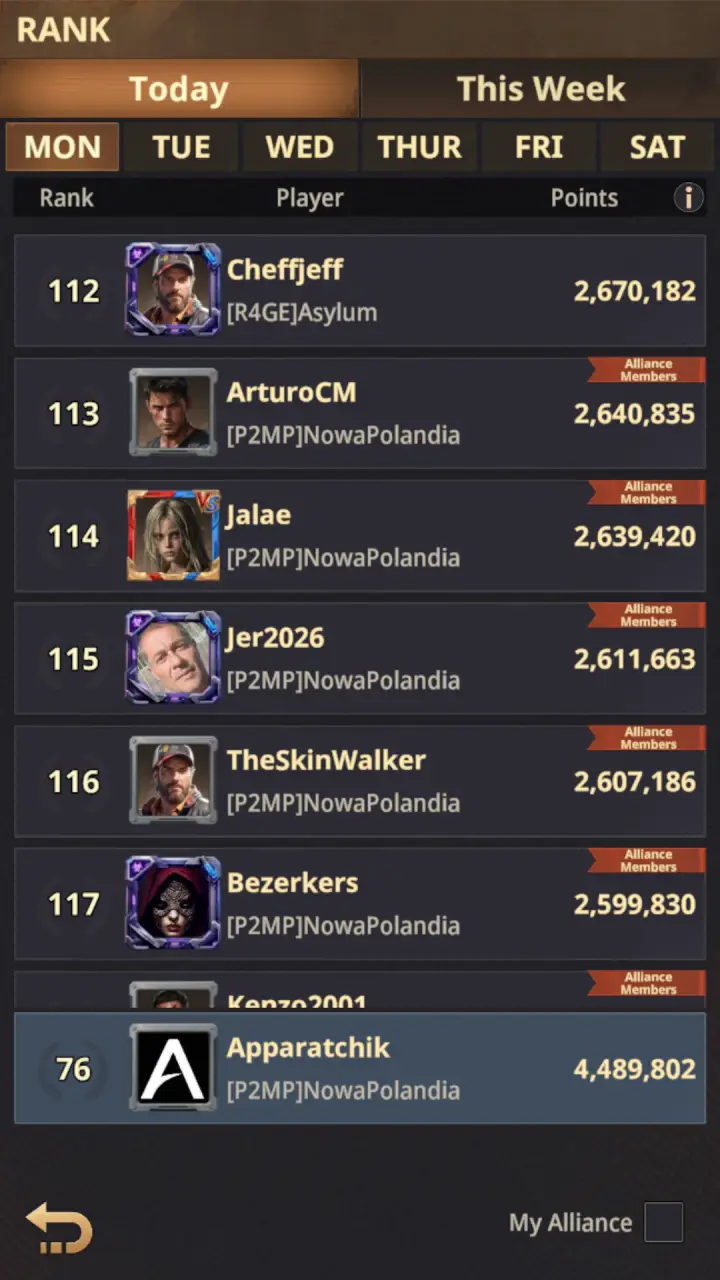 RANK
Today
This Week
MON
TUE
WED
THUR
FRI
SAT
Rank
Player
Points
i
112
Cheffjeff
[R4GE]Asylum
2,670,182
Alliance
Members
113
ArturoCM
[P2MP]NowaPolandia
2,640,835
Alliance
Members
114
VS
Jalae
[P2MP]NowaPolandia
2,639,420
Alliance
Members
115
Jer2026
[P2MP]NowaPolandia
2,611,663
Alliance
Members
116
TheSkinWalker
[P2MP]NowaPolandia
2,607,186
Alliance
Members
117
Bezerkers
[P2MP]NowaPolandia
2,599,830
Alliance
Members
Kenzo2001
76
A
Apparatchik
[P2MP]NowaPolandia
4,489,802
My Alliance